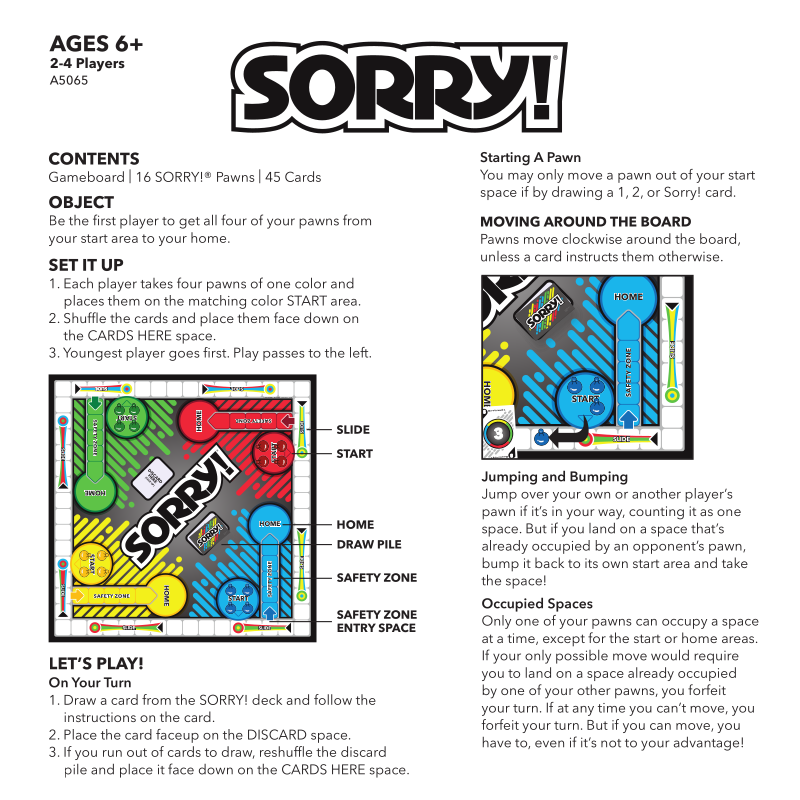 AGES 6+
2-4 Players
A5065
SORRY!®
CONTENTS
Gameboard | 16 SORRY!® Pawns | 45 Cards
OBJECT
Be the first player to get all four of your pawns from
your start area to your home.
SET IT UP
1. Each player takes four pawns of one color and
places them on the matching color START area.
2. Shuffle the cards and place them face down on
the CARDS HERE space.
3. Youngest player goes first. Play passes to the left.
SLIDE
SLIDE
SLIDE
SLIDE
SLIDE
SLIDE
SLIDE
SLIDE
START
SAFETY ZONE
HOME
HOME
SAFETY ZONE
START
SORRY!
SORRY!
HOME
START
SAFETY ZONE
HOME
START
SAFETY ZONE
SLIDE
START
HOME
DRAW PILE
SAFETY ZONE
SAFETY ZONE
ENTRY SPACE
LET'S PLAY!
On Your Turn
1. Draw a card from the SORRY! deck and follow the
instructions on the card.
2. Place the card faceup on the DISCARD space.
3. If you run out of cards to draw, reshuffle the discard
pile and place it face down on the CARDS HERE space.
Starting A Pawn
You may only move a pawn out of your start
space if by drawing a 1, 2, or Sorry! card.
MOVING AROUND THE BOARD
Pawns move clockwise around the board,
unless a card instructs them otherwise.
SORRY!
HOME
SLIDE
SAFETY ZONE
START
HOME
3
SLIDE
Jumping and Bumping
Jump over your own or another player's
pawn if it's in your way, counting it as one
space. But if you land on a space that's
already occupied by an opponent's pawn,
bump it back to its own start area and take
the space!
Occupied Spaces
Only one of your pawns can occupy a space
at a time, except for the start or home areas.
If your only possible move would require
you to land on a space already occupied
by one of your other pawns, you forfeit
your turn. If at any time you can't move, you
forfeit your turn. But if you can move, you
have to, even if it's not to your advantage!